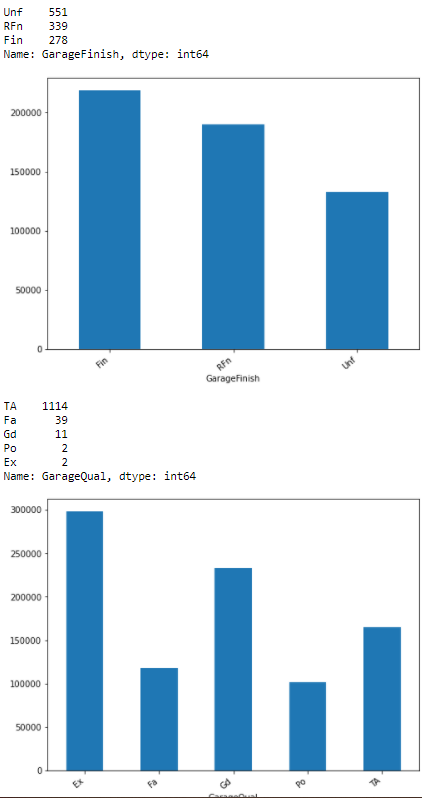 Unf    551
RFn    339
Fin    278
Name: GarageFinish, dtype: int64
200000
150000
100000
50000
0
Fin RFn Unf
GarageFinish
TA    1114
Fa      39
Gd      11
Po       2
Ex       2
Name: GarageQual, dtype: int64
300000
250000
200000
150000
100000
50000
0
Ex Fa Gd Po TA
GarageQual